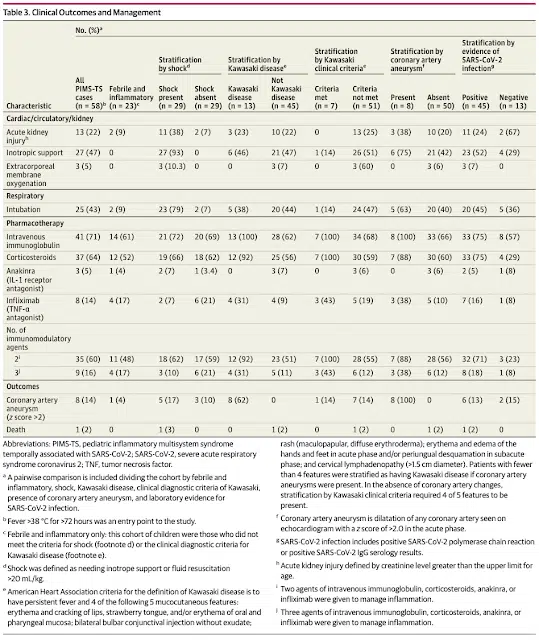 Table 3. Clinical Outcomes and Management
No. (%)a
Stratification by shockd
Stratification by Kawasaki diseasee
Stratification by Kawasaki clinical criteriae
Stratification by coronary artery aneurysmf
Stratification by evidence of SARS-CoV-2 infectiong
Characteristic All PIMS-TS cases (n = 58)b Febrile and inflammatory (n = 23)c Shock present (n = 29) Shock absent (n = 29) Kawasaki disease (n = 13) Not Kawasaki (n = 45) Criteria met (n = 7) Criteria not met (n = 51) Present (n = 8) Absent (n = 50) Positive (n = 45) Negative (n = 13)
Cardiac/circulatory/kidney
Acute kidney injuryh 13 (22) 2 (9) 11 (38) 2 (7) 3 (23) 10 (22) 0 13 (25) 3 (38) 10 (20) 11 (24) 2 (67)
Inotropic support 27 (47) 0 27 (93) 0 6 (46) 21 (47) 1 (14) 26 (51) 6 (75) 21 (42) 23 (52) 4 (29)
Extracorporeal membrane oxygenation 3 (5) 0 3 (10.3) 0 0 3 (7) 0 3 (60) 0 3 (6) 3 (7) 0
Respiratory
Intubation 25 (43) 2 (9) 23 (79) 2 (7) 5 (38) 20 (44) 1 (14) 24 (47) 5 (63) 20 (40) 20 (45) 5 (36)
Pharmacotherapy
Intravenous immunoglobulin 41 (71) 14 (61) 21 (72) 20 (69) 13 (100) 28 (62) 7 (100) 34 (68) 8 (100) 33 (66) 33 (75) 8 (57)
Corticosteroids 37 (64) 12 (52) 19 (66) 18 (62) 12 (92) 25 (56) 7 (100) 30 (59) 7 (88) 30 (60) 33 (75) 4 (29)
Anakinra (IL-1 receptor antagonist) 3 (5) 1 (4) 2 (7) 1 (3.4) 0 3 (7) 0 3 (6) 0 3 (6) 2 (5) 1 (8)
Infliximab (TNF-α antagonist) 8 (14) 4 (17) 2 (7) 6 (21) 4 (31) 4 (9) 3 (43) 5 (19) 3 (38) 5 (10) 7 (16) 1 (8)
No. of immunomodulatory agents
2i 35 (60) 11 (48) 18 (62) 17 (59) 12 (92) 23 (51) 7 (100) 28 (55) 7 (88) 28 (56) 32 (71) 3 (23)
3j 9 (16) 4 (17) 3 (10) 6 (21) 4 (31) 5 (11) 3 (43) 6 (12) 3 (38) 6 (12) 8 (18) 1 (8)
Outcomes
Coronary artery aneurysm (z score >2) 8 (14) 1 (4) 5 (17) 3 (10) 8 (62) 0 1 (14) 7 (14) 8 (100) 0 6 (13) 2 (15)
Death 1 (2) 0 1 (3) 0 0 1 (2) 0 1 (2) 0 1 (2) 1 (2) 0
Abbreviations: PIMS-TS, pediatric inflammatory multisystem syndrome
temporally associated with SARS-CoV-2; SARS-CoV-2, severe acute respiratory
syndrome coronavirus 2; TNF, tumor necrosis factor.
a A pairwise comparison is included dividing the cohort by febrile and
inflammatory, shock, Kawasaki disease, clinical diagnostic criteria of Kawasaki,
presence of coronary artery aneurysm, and laboratory evidence for
SARS-CoV-2 infection.
b Fever >38 °C for >72 hours was an entry point to the study.
c Febrile and inflammatory only: this cohort of children were those who did not
meet the criteria for shock (footnote d) or the clinical diagnostic criteria for
Kawasaki disease (footnote e).
d Shock was defined as needing inotrope support or fluid resuscitation
>20 mL/kg.
e American Heart Association criteria for the definition of Kawasaki disease is to
have persistent fever and 4 of the following 5 mucocutaneous features:
erythema and cracking of lips, strawberry tongue, and/or erythema of oral and
pharyngeal mucosa; bilateral bulbar conjunctival injection without exudate;
rash (maculopapular, diffuse erythroderma); erythema and edema of the
hands and feet in acute phase and/or periungual desquamation in subacute
phase; and cervical lymphadenopathy (>1.5 cm diameter). Patients with fewer
than 4 features were stratified as having Kawasaki disease if coronary artery
aneurysms were present. In the absence of coronary artery changes,
stratification by Kawasaki clinical criteria required 4 of 5 features to be
present.
f Coronary artery aneurysm is dilatation of any coronary artery seen on
echocardiogram with a z score of >2.0 in the acute phase.
g SARS-CoV-2 infection includes positive SARS-CoV-2 polymerase chain reaction
or positive SARS-CoV-2 IgG serology results.
h Acute kidney injury defined by creatinine level greater than the upper limit for
age.
i Two agents of intravenous immunoglobulin, corticosteroids, anakinra, or
infliximab were given to manage inflammation.
j Three agents of intravenous immunoglobulin, corticosteroids, anakinra, or
infliximab were given to manage inflammation.